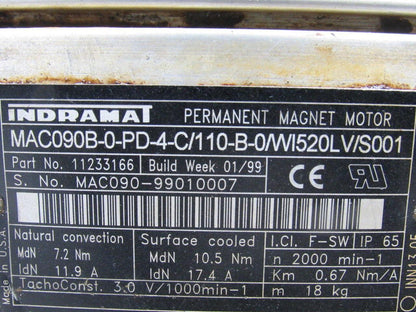 INDRAMAT PERMANENT MAGNET MOTOR
MAC090B-0-PD-4-C/110-B-0/WI520LV/S001
Part No. 11233166 Build Week 01/99
S. No. MAC090-99010007
CE RU
Natural convection Surface cooled I.Cl. F-SW IP 65
MdN 7.2 Nm MdN 10.5 Nm n 2000 min-1
IdN 11.9 A IdN 17.4 A Km 0.67 Nm/A
TachoConst. 3.0 V/1000min-1 m 18 kg
Made in U.S.A.